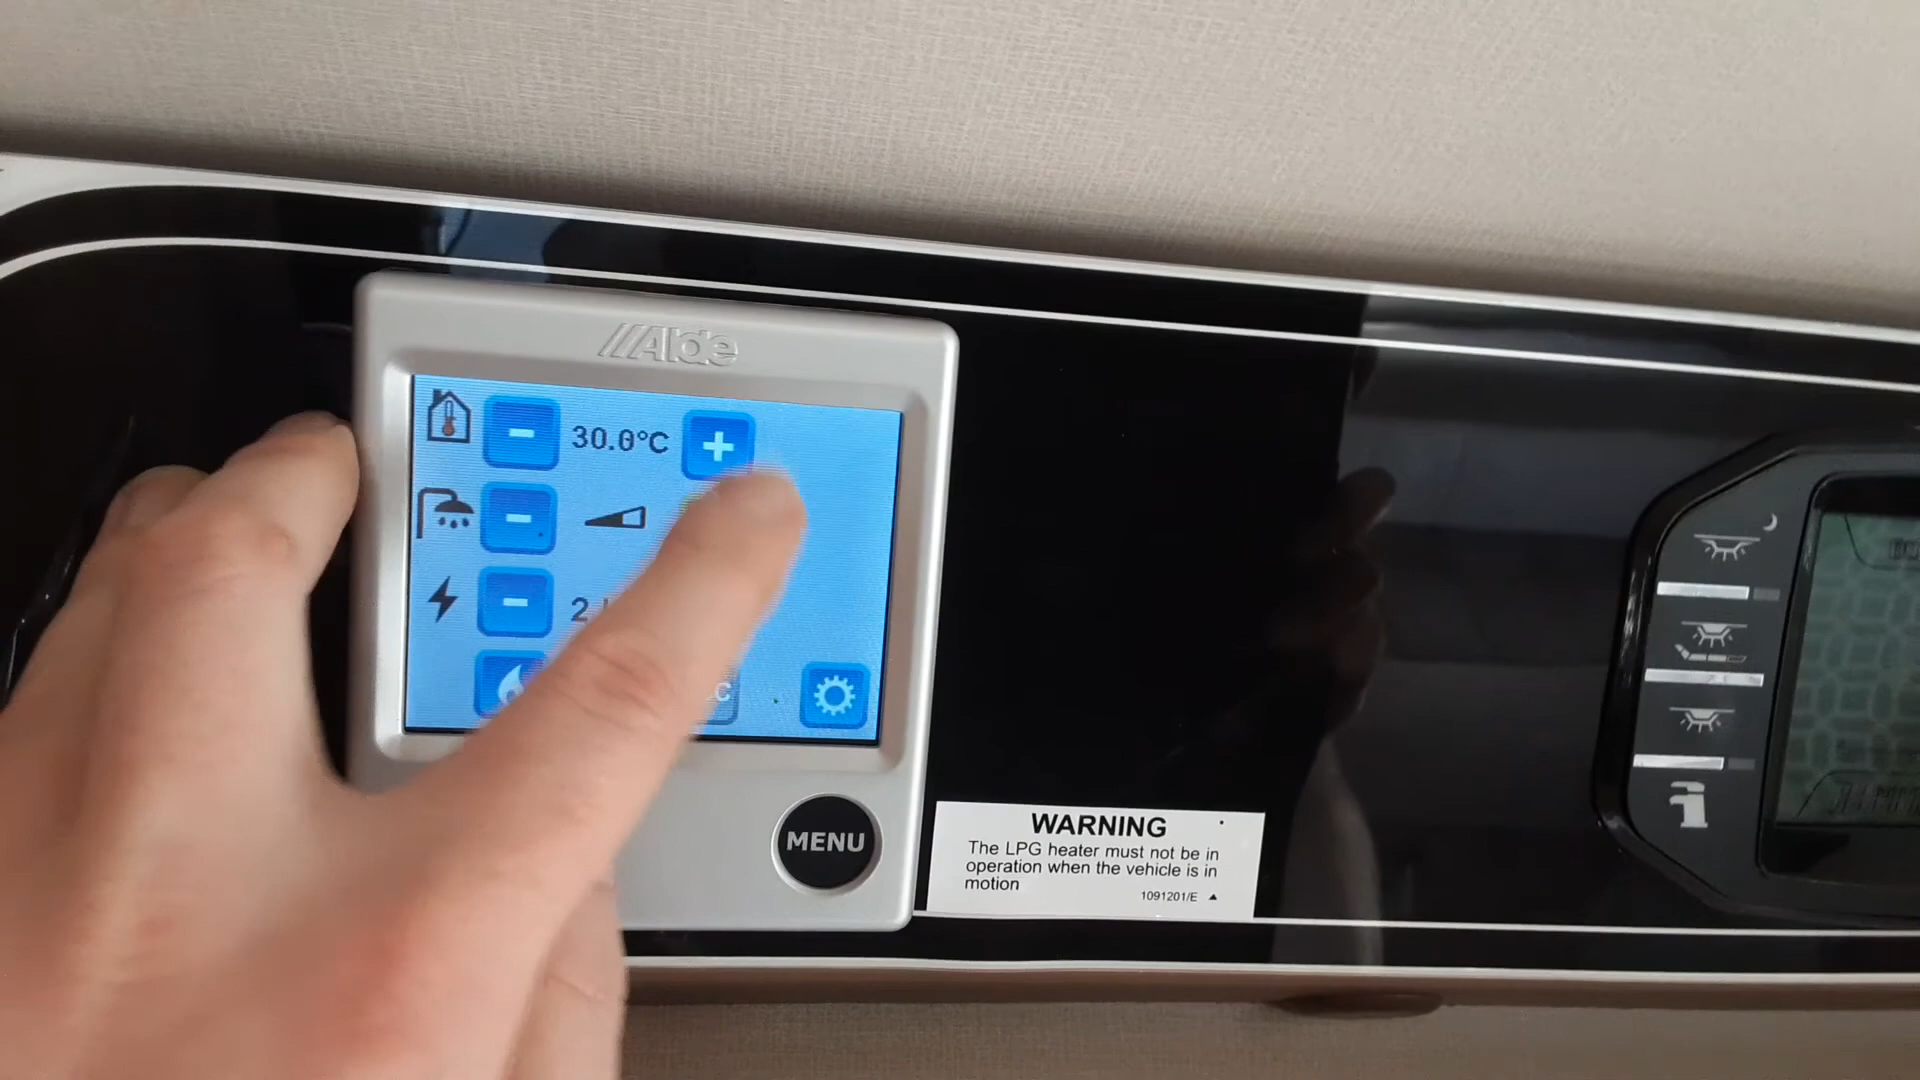 Alde
30.0°C
2
C
MENU
WARNING
The LPG heater must not be in
operation when the vehicle is in
motion
1091201/E